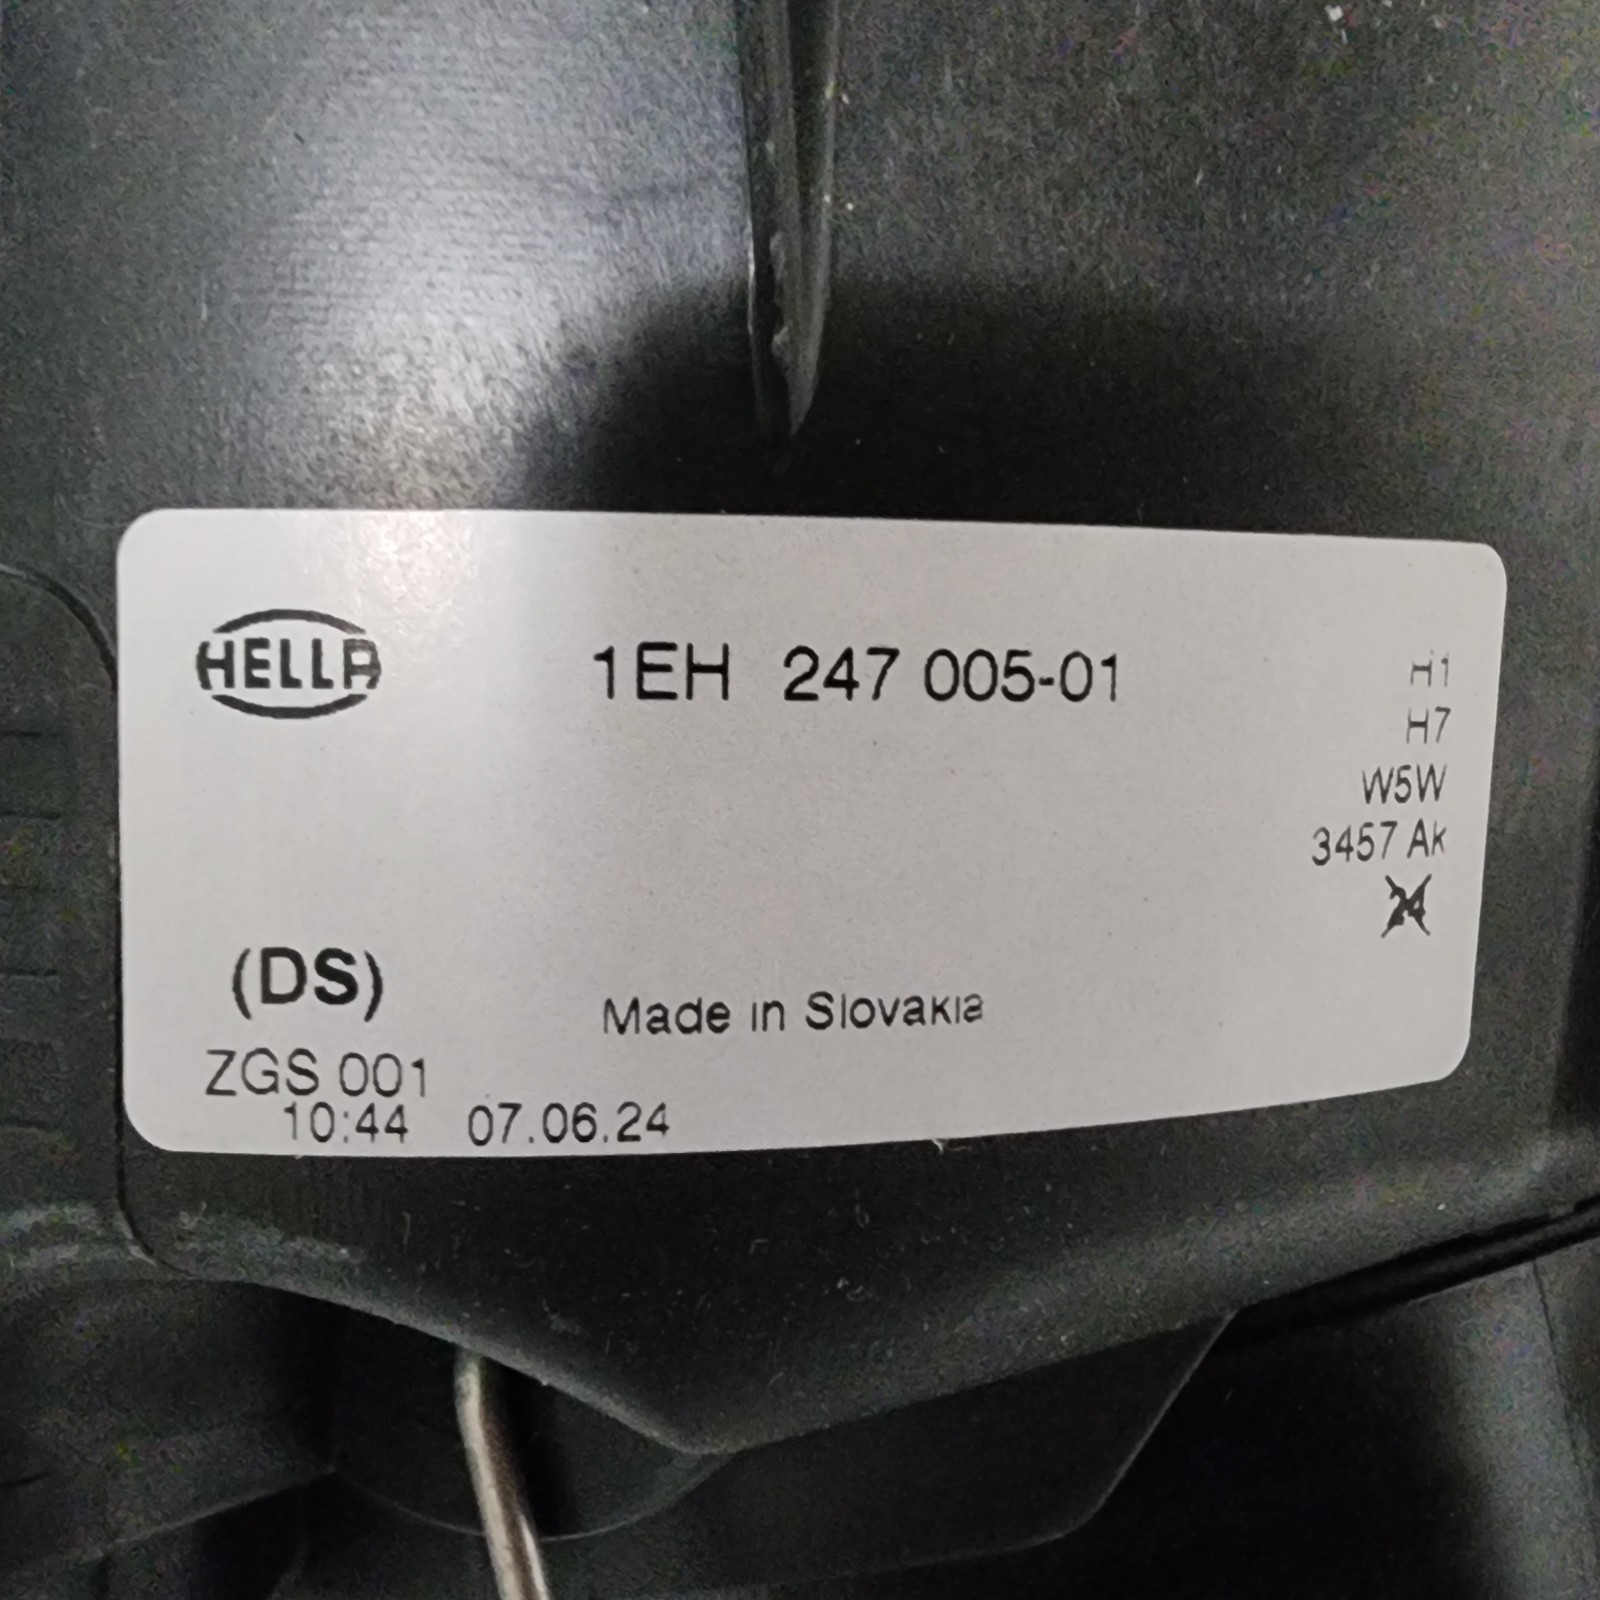 HELLA
1EH 247 005-01
H1
H7
W5W
3457 Ak
24
(DS)
Made in Slovakia
ZGS 001
10:44 07.06.24